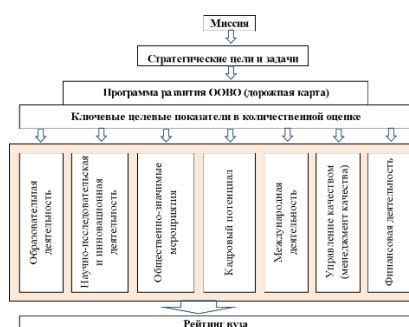 Миссия
Стратегические цели и задачи
Программа развития ООВО (дорожная карта)
Ключевые целевые показатели в количественной оценке
Образовательная
деятельность
Научно-исследовательская
и инновационная
деятельность
Общественно-значимые
мероприятия
Кадровый потенциал
Международная
деятельность
Управление качеством
(менеджмент качества)
Финансовая деятельность
Рейтинг вуза